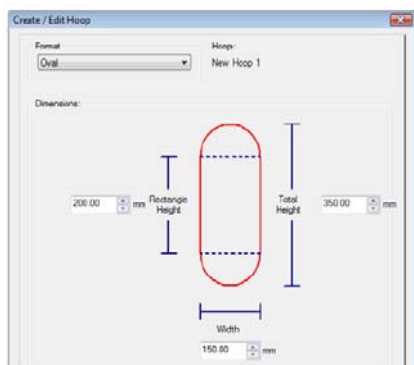 Create / Edit Hoop
Format
Hoop:
Oval
New Hoop 1
Dimensions:
200.00 mm
Rectangle
Height
Total
Height
350.00 mm
Width
150.00 mm